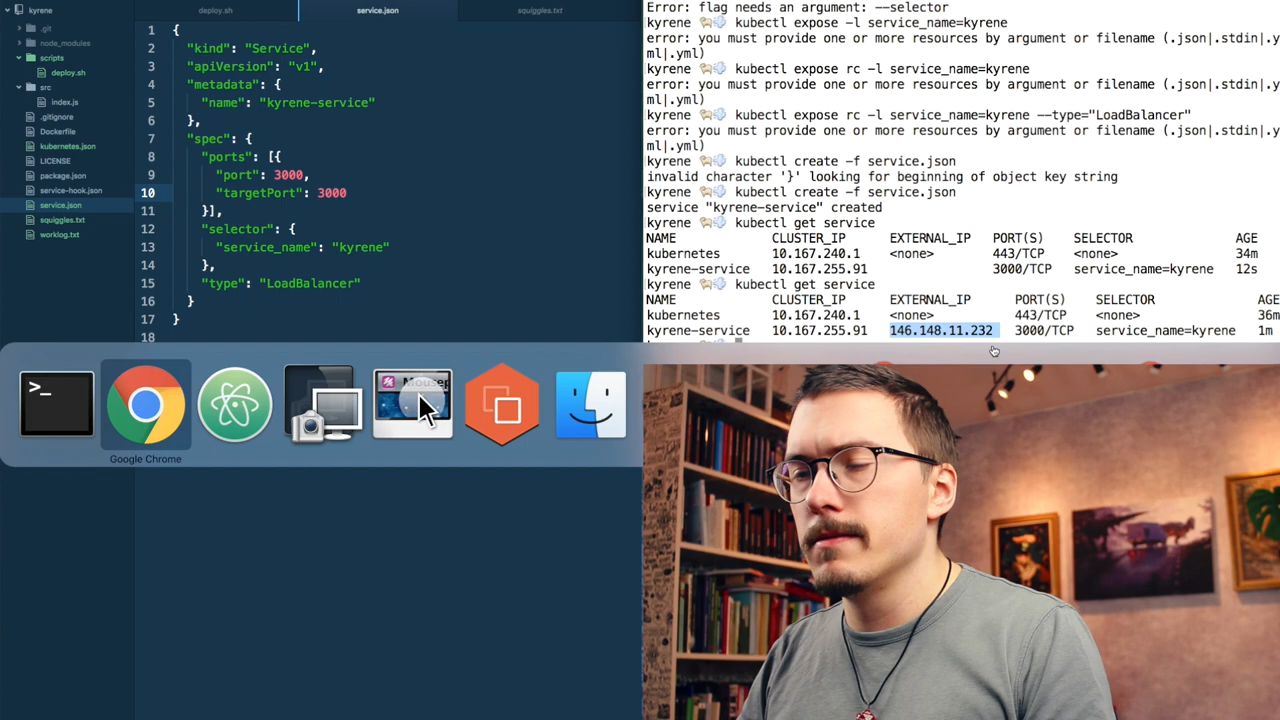 kyrene
.git
node_modules
scripts
deploy.sh
src
index.js
.gitignore
Dockerfile
kubernetes.json
LICENSE
package.json
service-hook.json
service.json
squiggles.txt
worklog.txt
deploy.sh service.json squiggles.txt
1 {
2 "kind": "Service",
3 "apiVersion": "v1",
4 "metadata": {
5 "name": "kyrene-service"
6 },
7 "spec": {
8 "ports": [{
9 "port": 3000,
10 "targetPort": 3000
11 }],
12 "selector": {
13 "service_name": "kyrene"
14 },
15 "type": "LoadBalancer"
16 }
17 }
18
Error: flag needs an argument: --selector
kyrene kubectl expose -l service_name=kyrene
error: you must provide one or more resources by argument or filename (.json|.stdin|.y
ml|.yml)
kyrene kubectl expose rc -l service_name=kyrene
error: you must provide one or more resources by argument or filename (.json|.stdin|.y
ml|.yml)
kyrene kubectl expose rc -l service_name=kyrene --type="LoadBalancer"
error: you must provide one or more resources by argument or filename (.json|.stdin|.y
ml|.yml)
kyrene kubectl create -f service.json
invalid character '}' looking for beginning of object key string
kyrene kubectl create -f service.json
service "kyrene-service" created
kyrene kubectl get service
NAME CLUSTER_IP EXTERNAL_IP PORT(S) SELECTOR AGE
kubernetes 10.167.240.1 <none> 443/TCP <none> 34m
kyrene-service 10.167.255.91 3000/TCP service_name=kyrene 12s
kyrene kubectl get service
NAME CLUSTER_IP EXTERNAL_IP PORT(S) SELECTOR AGE
kubernetes 10.167.240.1 <none> 443/TCP <none> 36m
kyrene-service 10.167.255.91 146.148.11.232 3000/TCP service_name=kyrene 1m
>_
Google Chrome